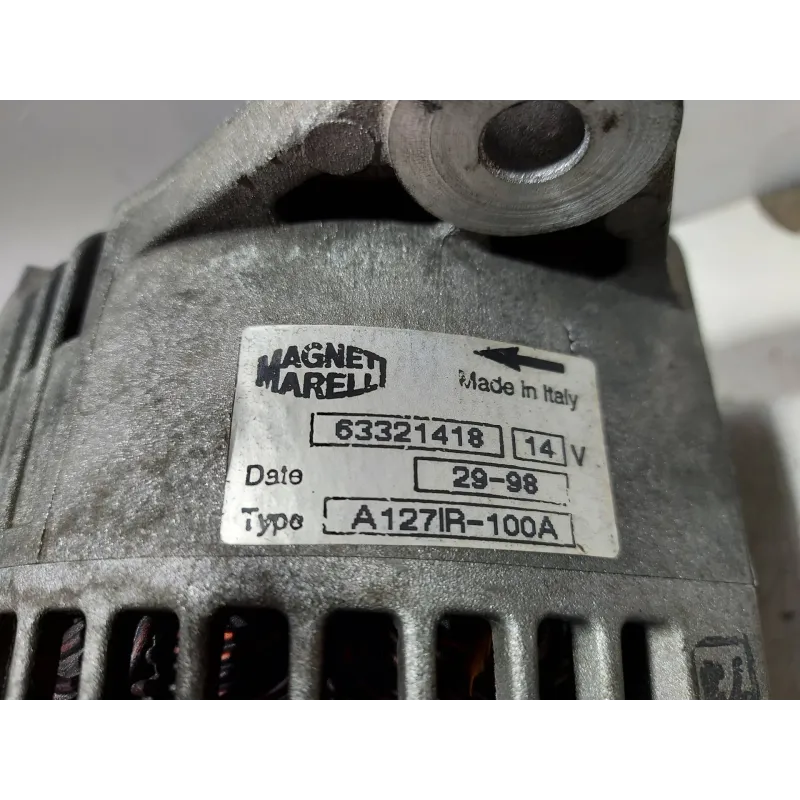 MAGNETI
MARELLI
Made in Italy
63321418 14 V
Date 29-98
Type A127IR-100A